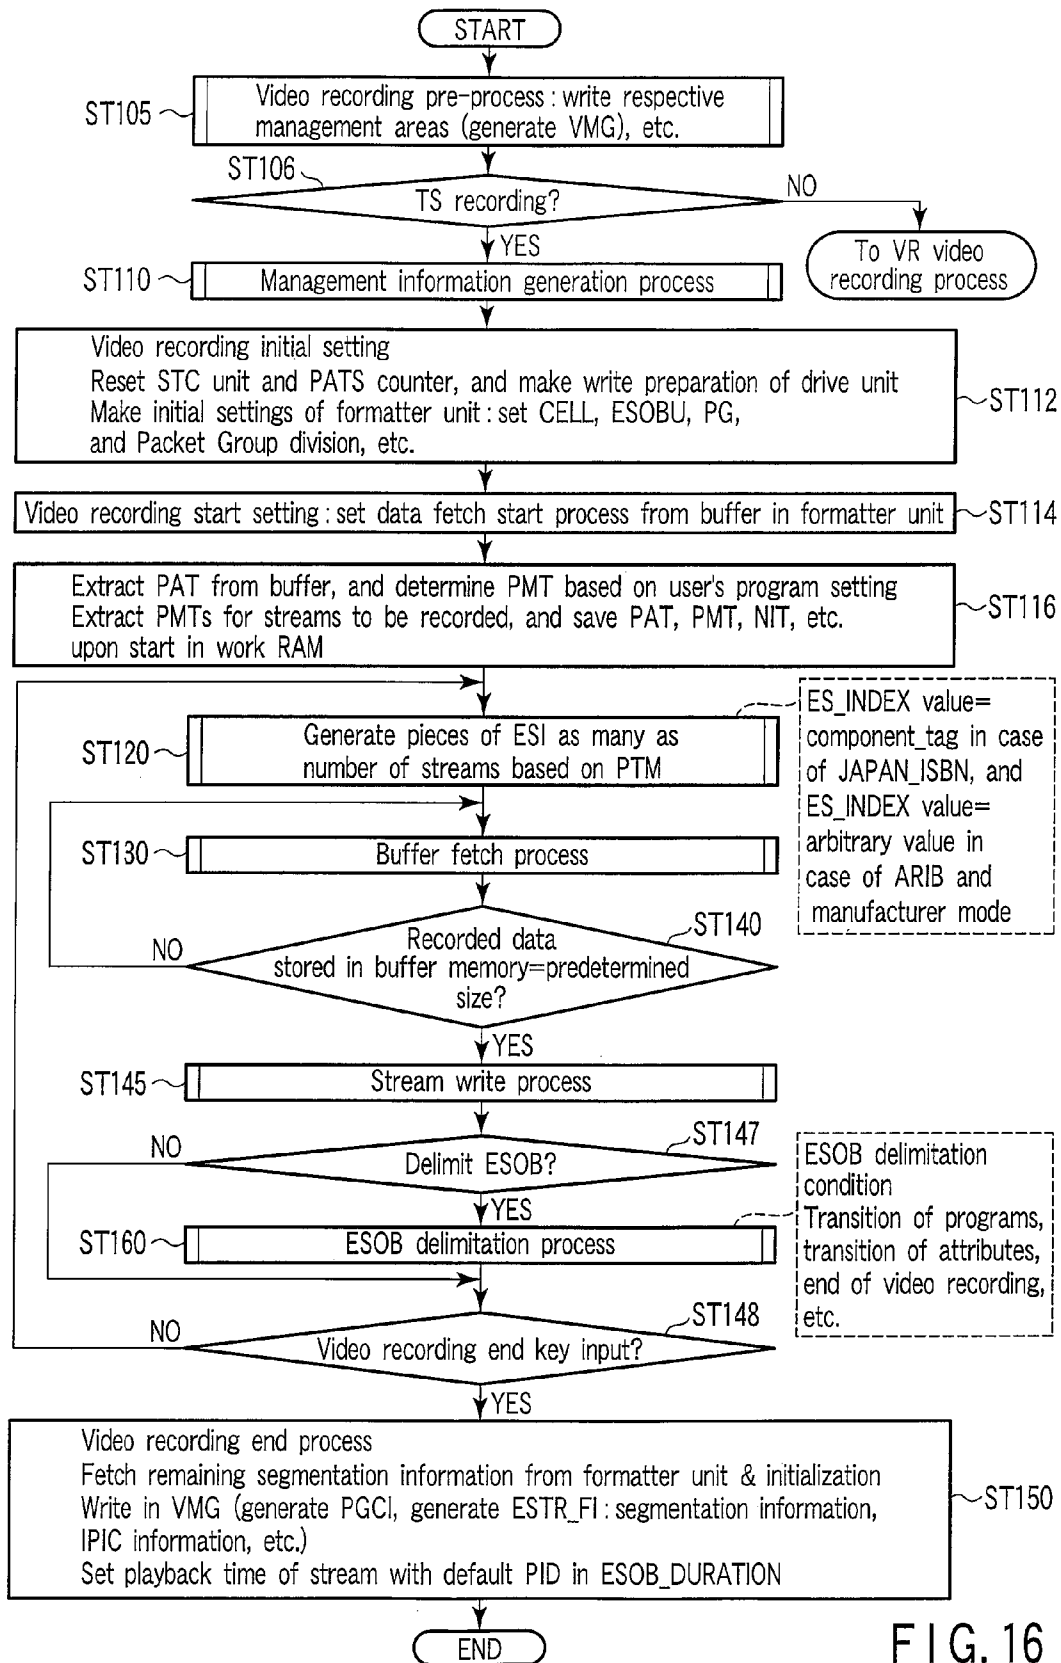 START
ST105
Video recording pre-process : write respective
management areas (generate VMG), etc.
ST106
TS recording?
NO
YES
To VR video
recording process
ST110
Management information generation process
Video recording initial setting
Reset STC unit and PATS counter, and make write preparation of drive unit
Make initial settings of formatter unit : set CELL, ESOBU, PG,
and Packet Group division, etc.
ST112
Video recording start setting : set data fetch start process from buffer in formatter unit
ST114
Extract PAT from buffer, and determine PMT based on user's program setting
Extract PMTs for streams to be recorded, and save PAT, PMT, NIT, etc.
upon start in work RAM
ST116
ST120
Generate pieces of ESI as many as
number of streams based on PTM
ES_INDEX value=
component_tag in case
of JAPAN_ISBN, and
ES_INDEX value=
arbitrary value in
case of ARIB and
manufacturer mode
ST130
Buffer fetch process
ST140
NO
Recorded data
stored in buffer memory=predetermined
size?
YES
ST145
Stream write process
ST147
NO
Delimit ESOB?
YES
ESOB delimitation
condition
Transition of programs,
transition of attributes,
end of video recording,
etc.
ST160
ESOB delimitation process
ST148
NO
Video recording end key input?
YES
Video recording end process
Fetch remaining segmentation information from formatter unit & initialization
Write in VMG (generate PGCI, generate ESTR_FI : segmentation information,
IPIC information, etc.)
Set playback time of stream with default PID in ESOB_DURATION
ST150
END
FIG. 16